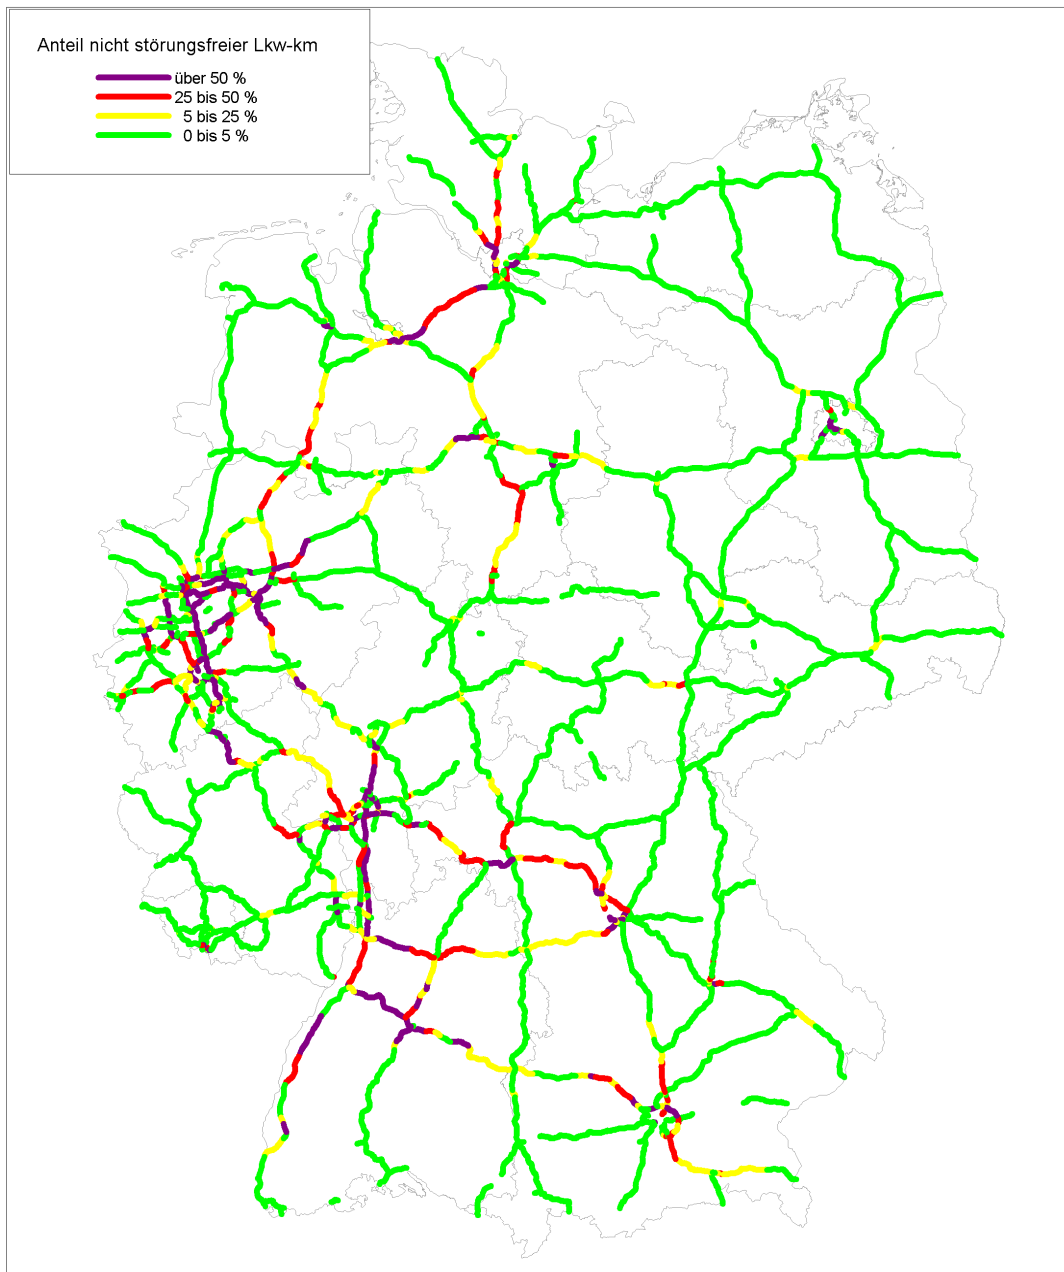 Anteil nicht störungsfreier Lkw-km
über 50 %
25 bis 50 %
5 bis 25 %
0 bis 5 %